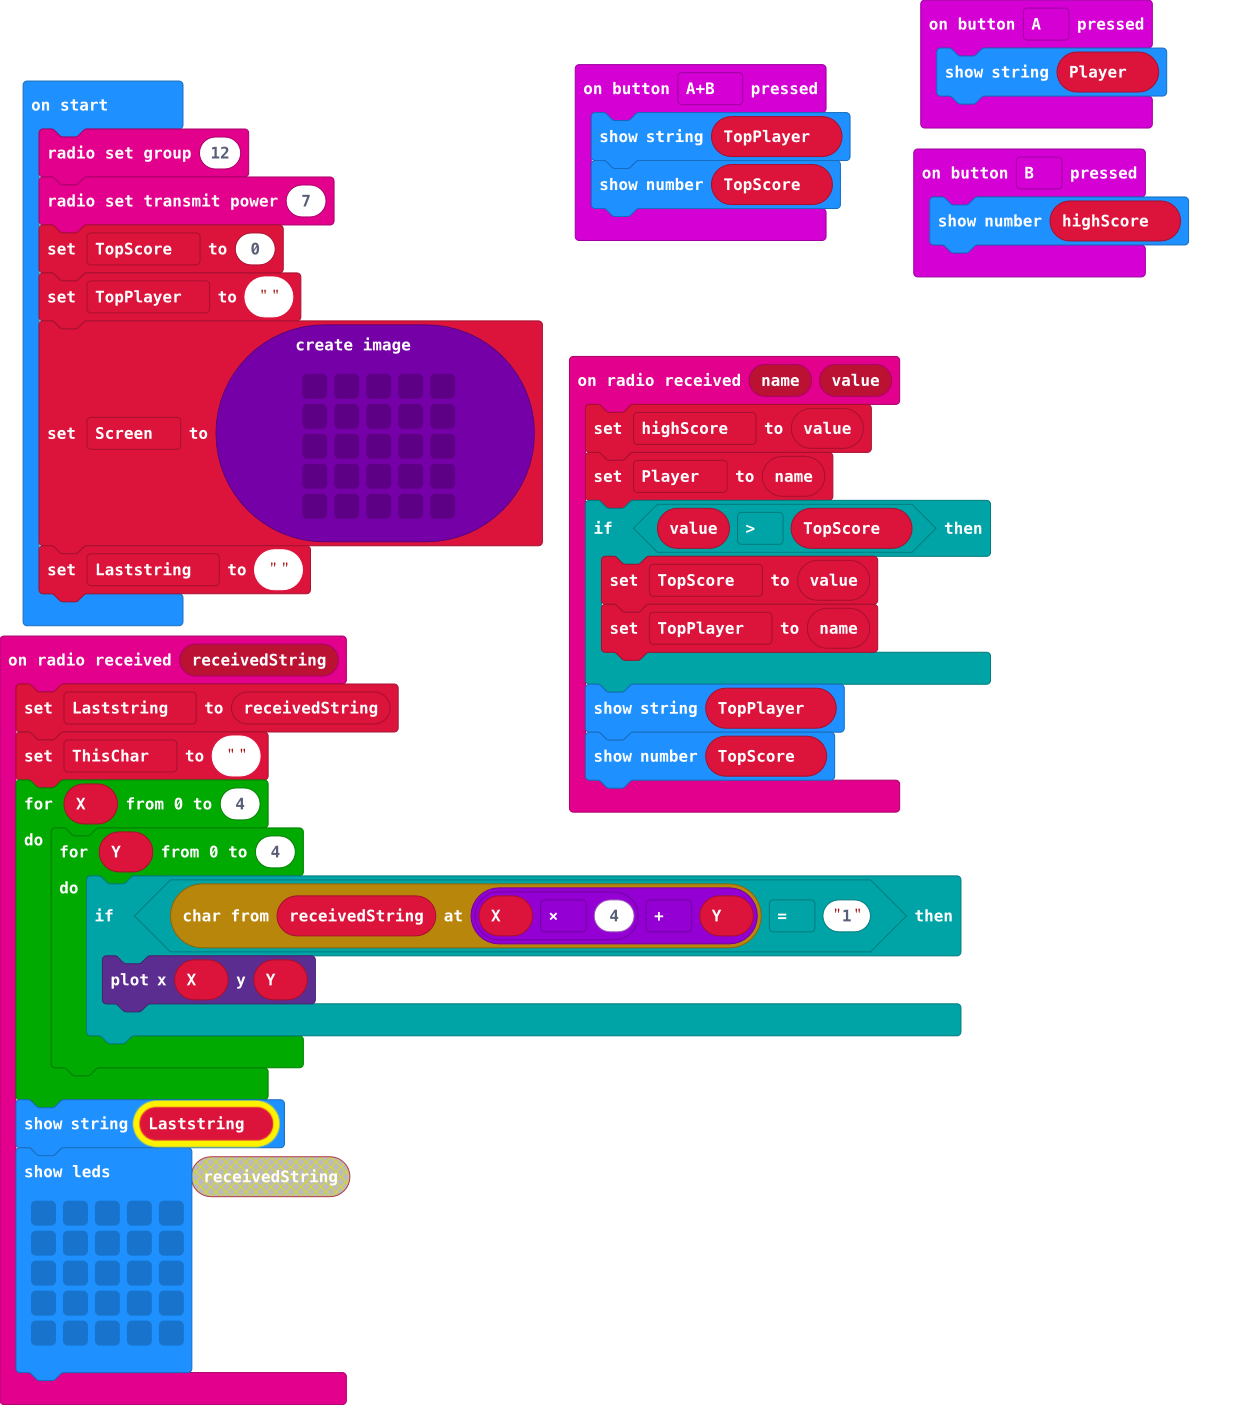 on start
radio set group 12
radio set transmit power 7
set TopScore to 0
set TopPlayer to " "
create image
set Screen to
set Laststring to " "
on button A+B pressed
show string TopPlayer
show number TopScore
on button A pressed
show string Player
on button B pressed
show number highScore
on radio received name value
set highScore to value
set Player to name
if value > TopScore then
set TopScore to value
set TopPlayer to name
show string TopPlayer
show number TopScore
on radio received receivedString
set Laststring to receivedString
set ThisChar to " "
for X from 0 to 4
do
for Y from 0 to 4
do
if char from receivedString at X × 4 + Y = "1" then
plot x X y Y
show string Laststring
show leds
receivedString